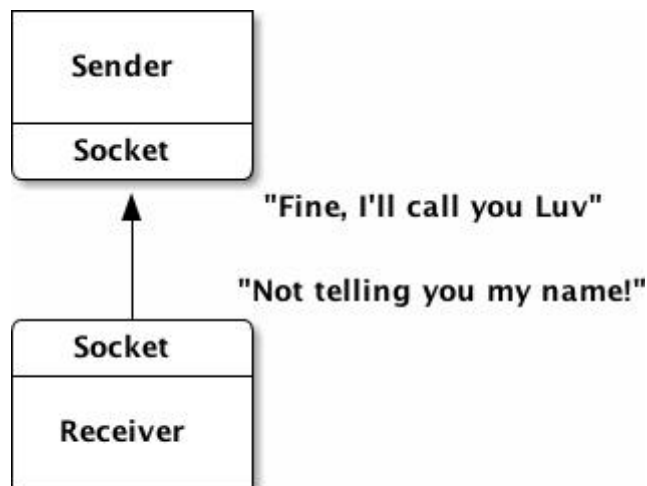 Sender
Socket
"Fine, I'll call you Luv"
"Not telling you my name!"
Socket
Receiver